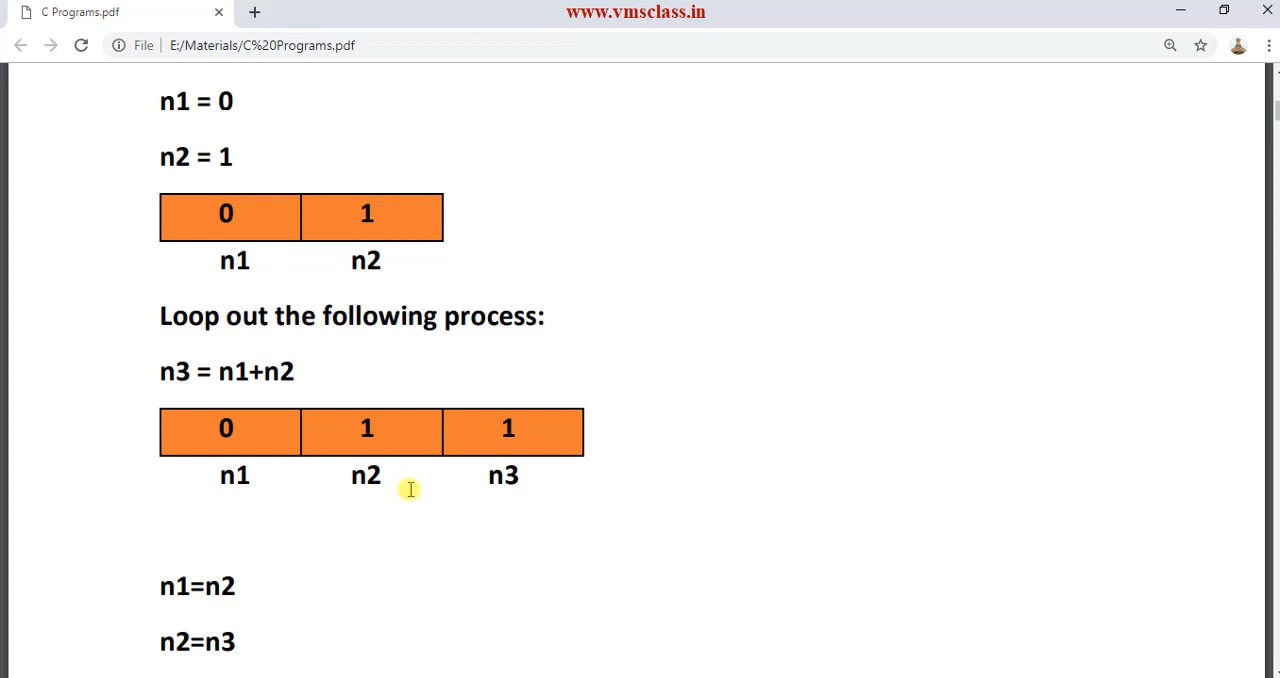 C Programs.pdf
www.vmsclass.in
File | E:/Materials/C%20Programs.pdf
n1 = 0
n2 = 1
0 1
n1 n2
Loop out the following process:
n3 = n1+n2
0 1 1
n1 n2 n3
n1=n2
n2=n3